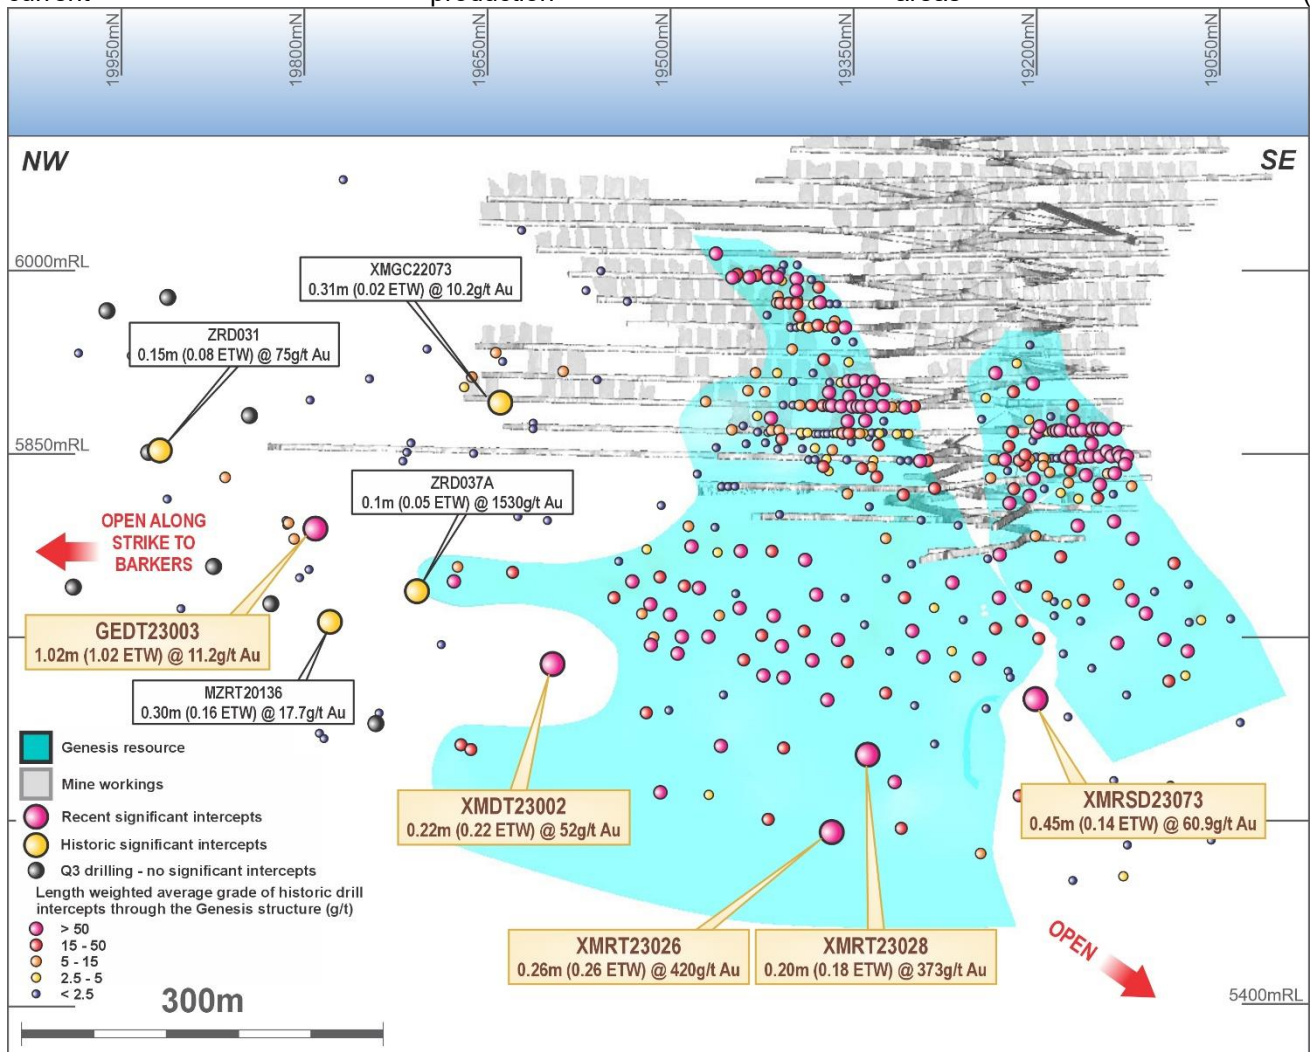 current production areas (
19950mN
19800mN
19650mN
19500mN
19350mN
19200mN
19050mN
NW
SE
6000mRL
XMGC22073
0.31m (0.02 ETW) @ 10.2g/t Au
ZRD031
0.15m (0.08 ETW) @ 75g/t Au
5850mRL
ZRD037A
0.1m (0.05 ETW) @ 1530g/t Au
OPEN ALONG
STRIKE TO
BARKERS
GEDT23003
1.02m (1.02 ETW) @ 11.2g/t Au
MZRT20136
0.30m (0.16 ETW) @ 17.7g/t Au
XMDT23002
0.22m (0.22 ETW) @ 52g/t Au
XMRSD23073
0.45m (0.14 ETW) @ 60.9g/t Au
XMRT23026
0.26m (0.26 ETW) @ 420g/t Au
XMRT23028
0.20m (0.18 ETW) @ 373g/t Au
OPEN
5400mRL
Genesis resource
Mine workings
Recent significant intercepts
Historic significant intercepts
Q3 drilling - no significant intercepts
Length weighted average grade of historic drill
intercepts through the Genesis structure (g/t)
> 50
15 - 50
5 - 15
2.5 - 5
< 2.5
300m